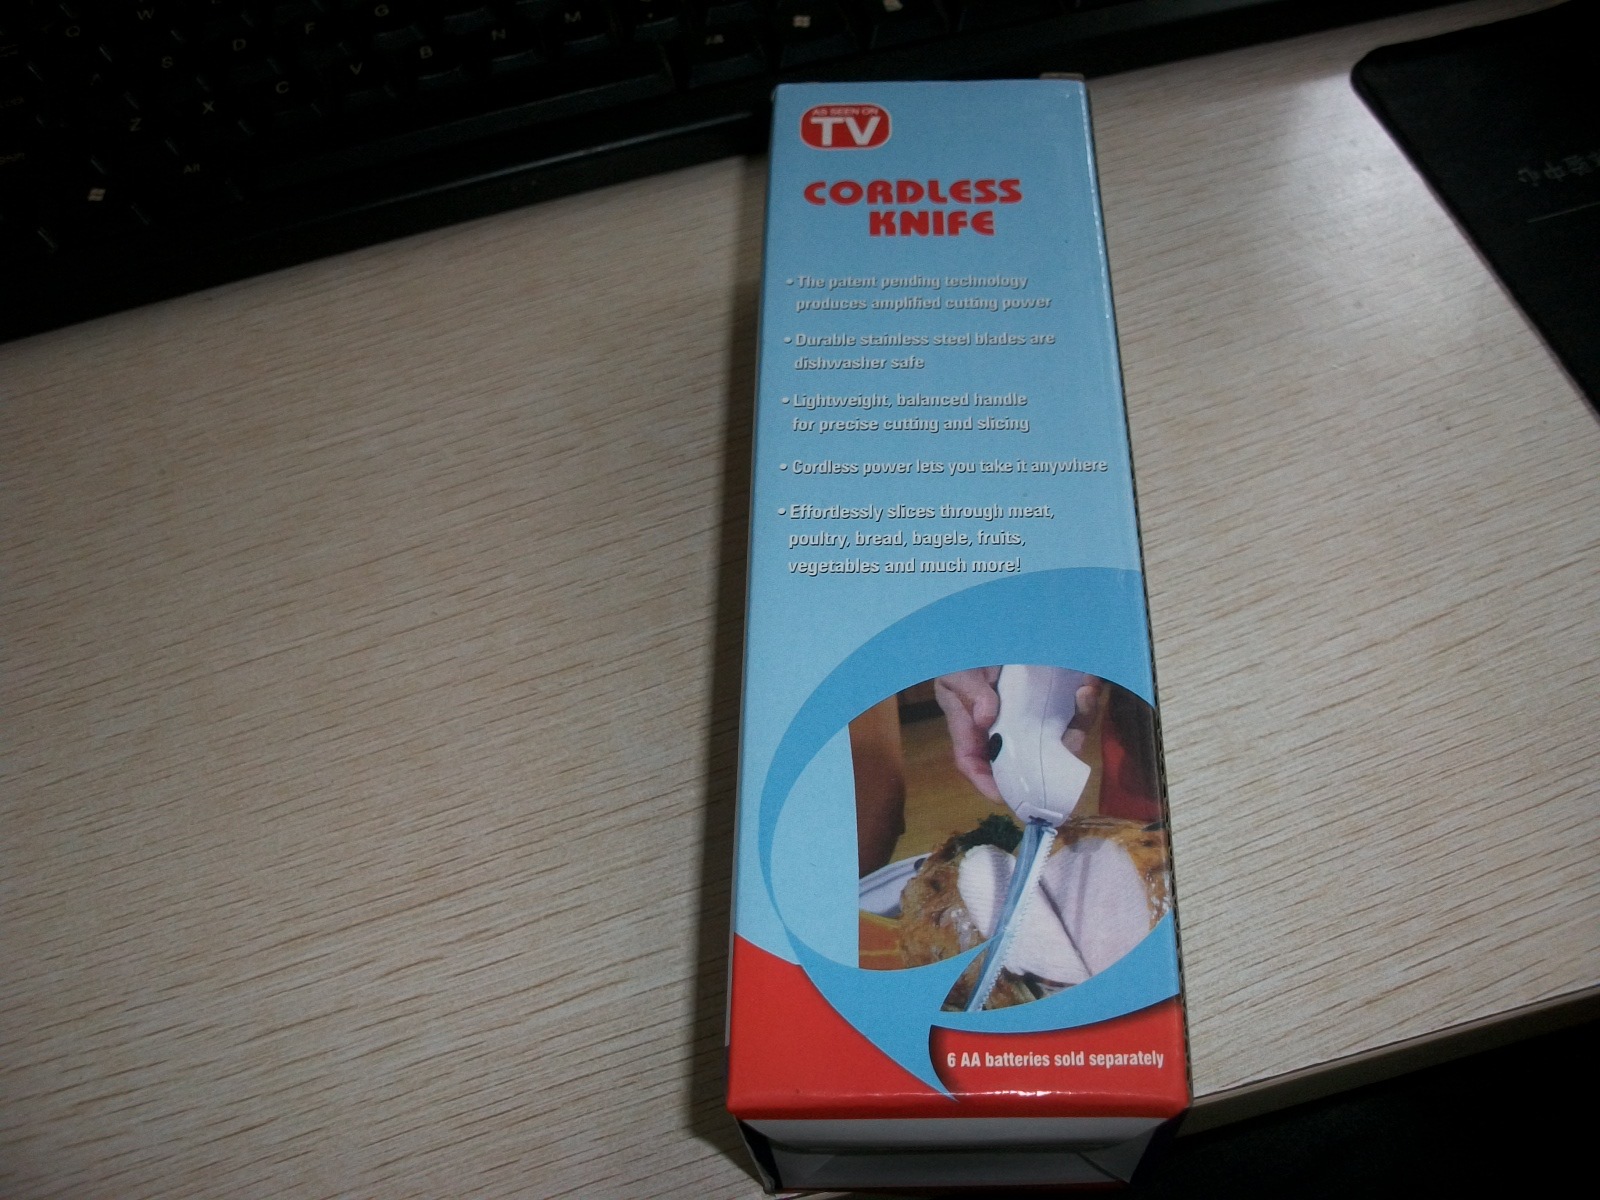 AS SEEN ON
TV
CORDLESS
KNIFE
• The patent pending technology
produces amplified cutting power
• Durable stainless steel blades are
dishwasher safe
• Lightweight, balanced handle
for precise cutting and slicing
• Cordless power lets you take it anywhere
• Effortlessly slices through meat,
poultry, bread, bagele, fruits,
vegetables and much more!
6 AA batteries sold separately